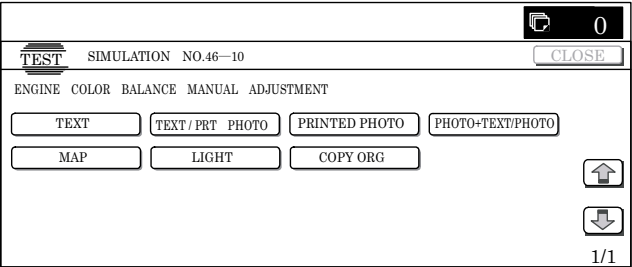 0
TEST SIMULATION NO.46—10 CLOSE
ENGINE COLOR BALANCE MANUAL ADJUSTMENT
TEXT TEXT / PRT PHOTO PRINTED PHOTO PHOTO+TEXT/PHOTO
MAP LIGHT COPY ORG
1/1